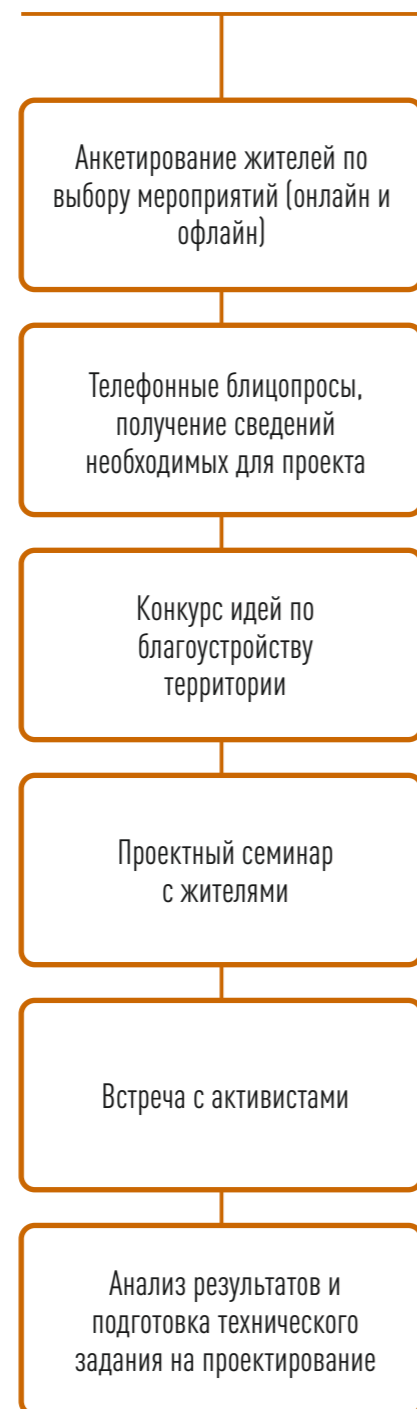 Анкетирование жителей по
выбору мероприятий (онлайн и
офлайн)
Телефонные блицопросы,
получение сведений
необходимых для проекта
Конкурс идей по
благоустройству
территории
Проектный семинар
с жителями
Встреча с активистами
Анализ результатов и
подготовка технического
задания на проектирование